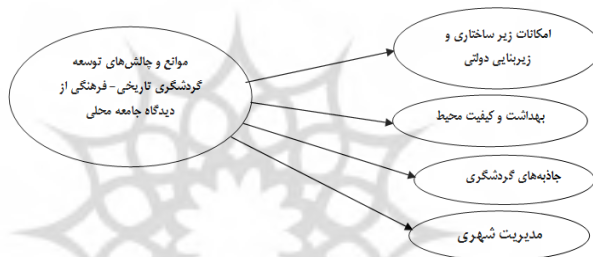 موانع و چالش‌های توسعه
گردشگری تاریخی- فرهنگی از
دیدگاه جامعه محلی
امکانات زیر ساختاری و
زیربنایی دولتی
بهداشت و کیفیت محیط
جاذبه‌های گردشگری
مدیریت شهری